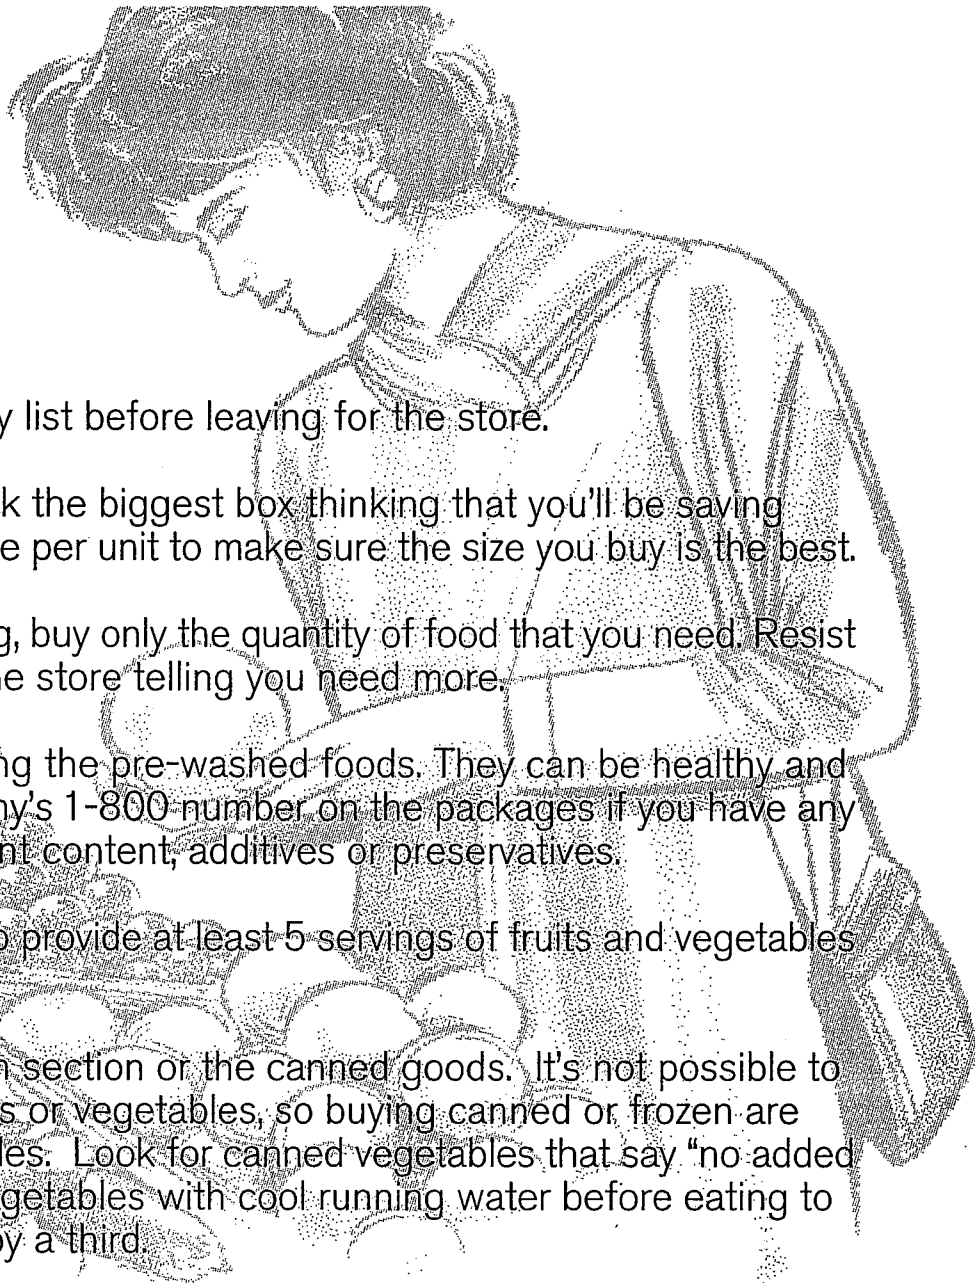 y list before leaving for the store.
k the biggest box thinking that you'll be saving
e per unit to make sure the size you buy is the best.
g, buy only the quantity of food that you need. Resist
e store telling you need more.
ng the pre-washed foods. They can be healthy and
ny's 1-800 number on the packages if you have any
nt content, additives or preservatives.
o provide at least 5 servings of fruits and vegetables
n section or the canned goods. It's not possible to
s or vegetables, so buying canned or frozen are
les. Look for canned vegetables that say “no added
getables with cool running water before eating to
by a third.